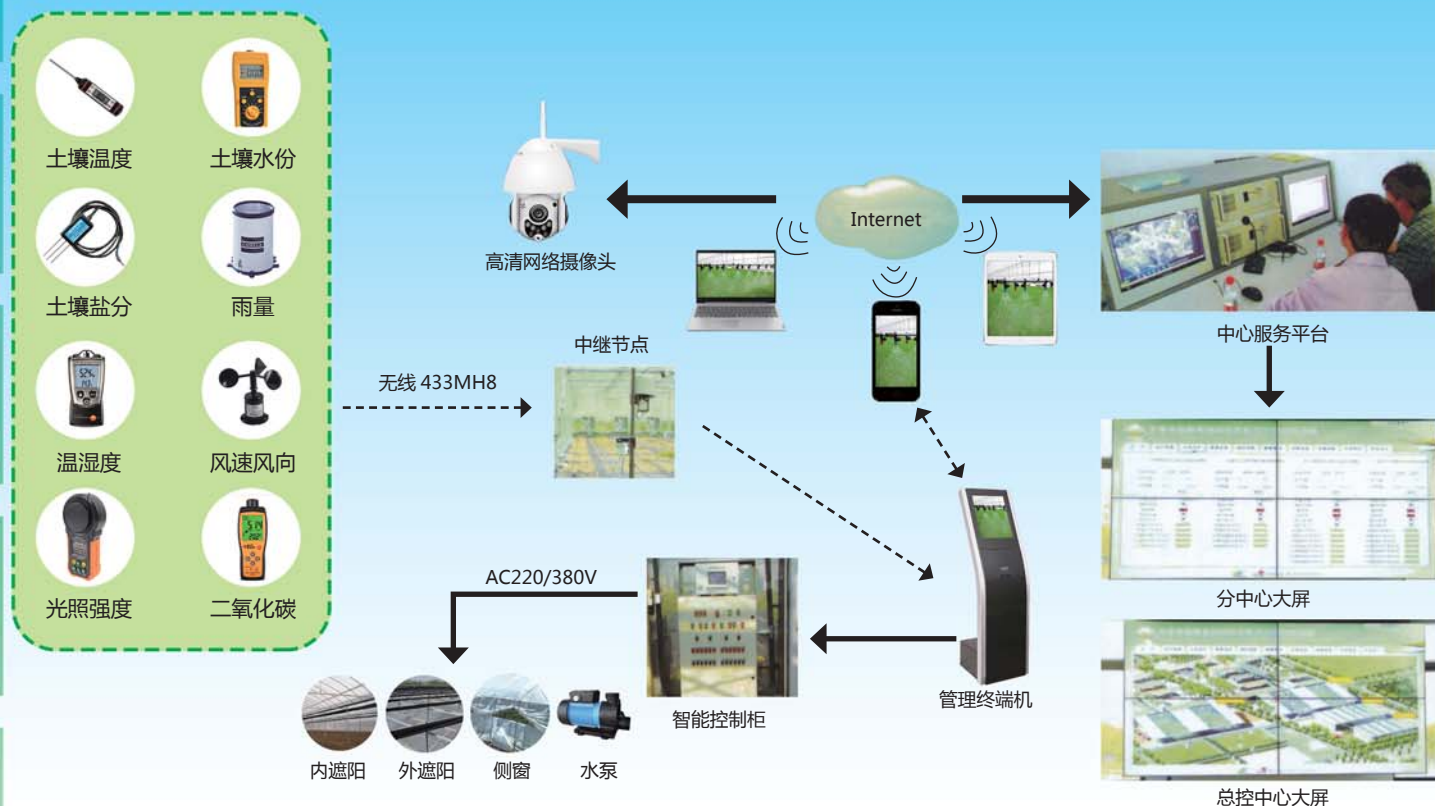 土壤温度
土壤水份
土壤盐分
雨量
温湿度
风速风向
光照强度
二氧化碳
无线 433MH8
中继节点
高清网络摄像头
Internet
中心服务平台
分中心大屏
总控中心大屏
管理终端机
智能控制柜
AC220/380V
内遮阳
外遮阳
侧窗
水泵